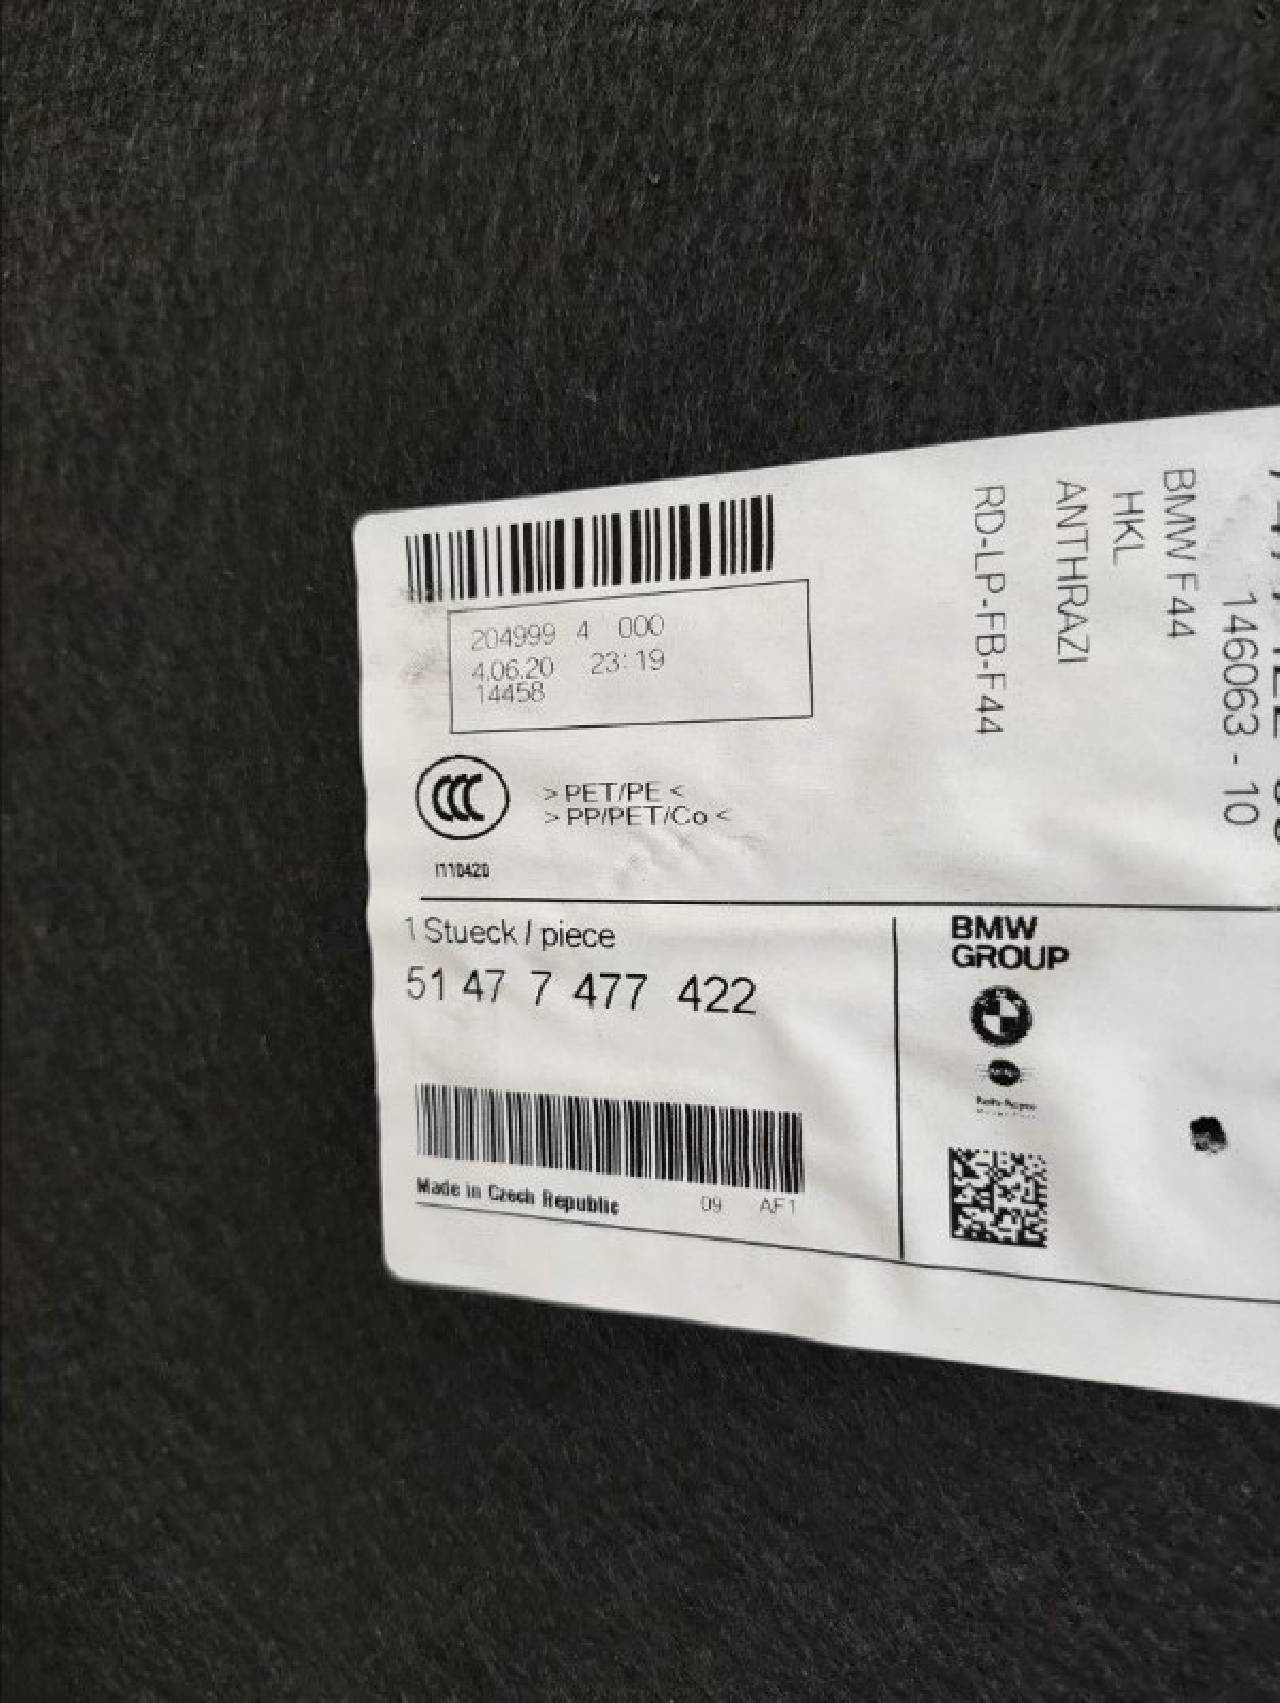 204999 4 000
4.06.20 23:19
14458
CCC
> PET/PE <
> PP/PET/Co <
I110420
146063 - 10
BMW F44
HKL
ANTHRAZI
RD-LP-FB-F44
1 Stueck / piece
51 47 7 477 422
Made in Czech Republic 09 AF1
BMW
GROUP